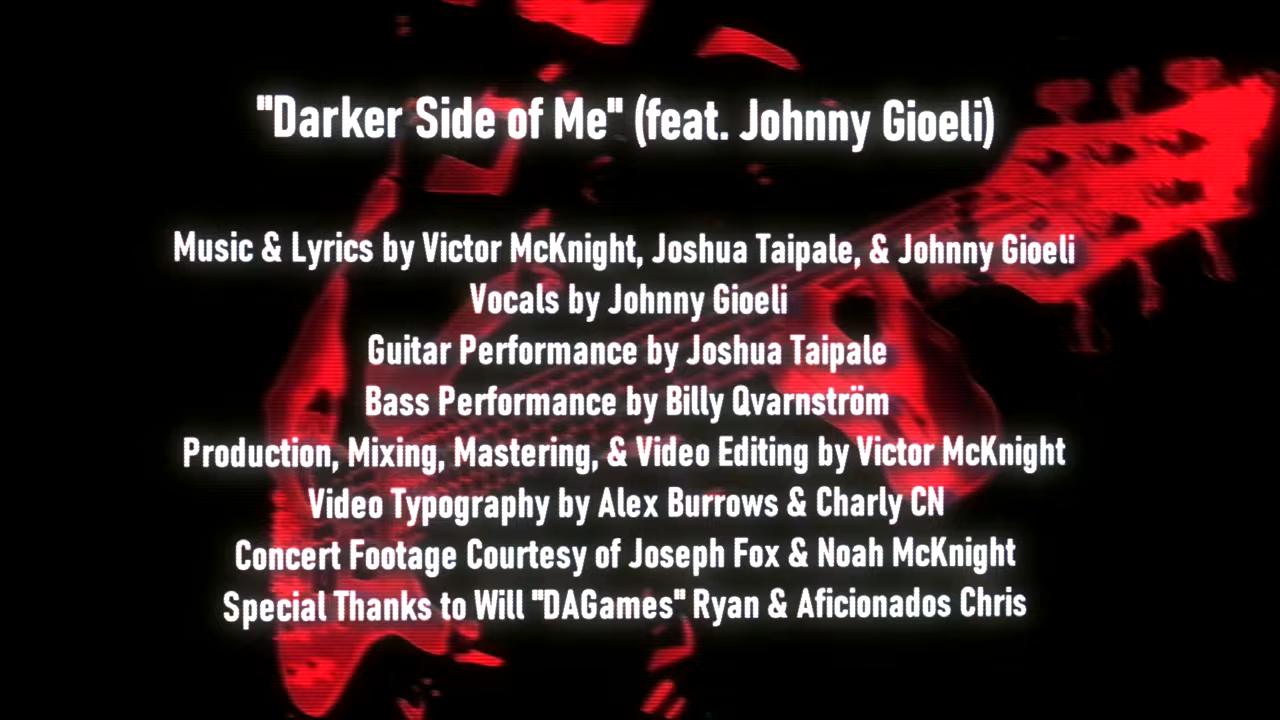 "Darker Side of Me" (feat. Johnny Gioeli)
Music & Lyrics by Victor McKnight, Joshua Taipale, & Johnny Gioeli
Vocals by Johnny Gioeli
Guitar Performance by Joshua Taipale
Bass Performance by Billy Qvarnström
Production, Mixing, Mastering, & Video Editing by Victor McKnight
Video Typography by Alex Burrows & Charly CN
Concert Footage Courtesy of Joseph Fox & Noah McKnight
Special Thanks to Will "DAGames" Ryan & Aficionados Chris